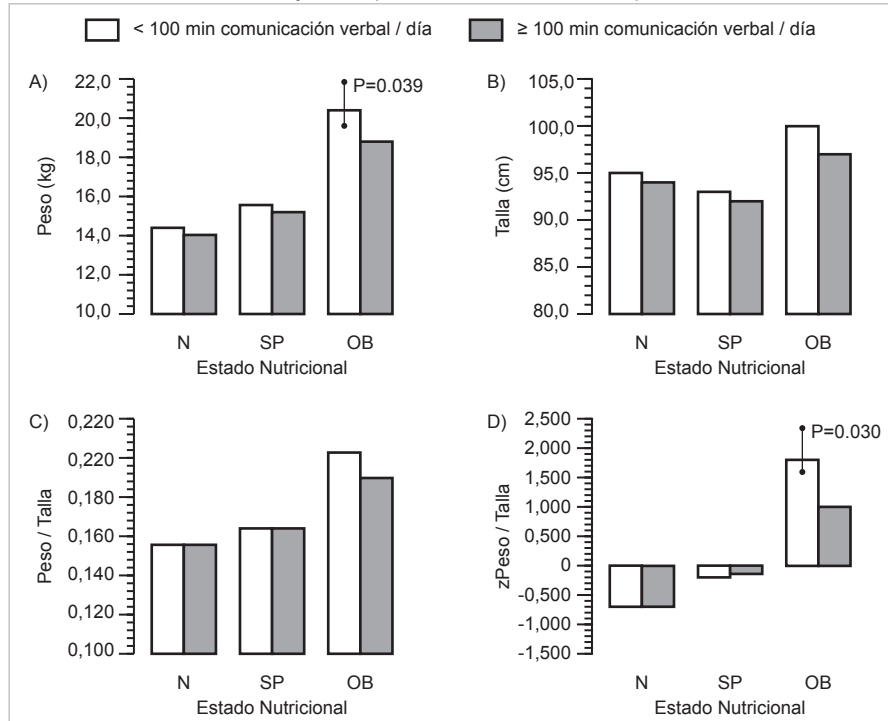 < 100 min comunicación verbal / día
≥ 100 min comunicación verbal / día
A)
Peso (kg)
22,0
20,0
18,0
16,0
14,0
12,0
10,0
P=0.039
N SP OB
Estado Nutricional
B)
Talla (cm)
105,0
100,0
95,0
90,0
85,0
80,0
N SP OB
Estado Nutricional
C)
Peso / Talla
0,220
0,220
0,180
0,160
0,140
0,120
0,100
N SP OB
Estado Nutricional
D)
zPeso / Talla
2,500
2,000
1,500
1,000
0,500
0
-0,500
-1,000
-1,500
P=0.030
N SP OB
Estado Nutricional